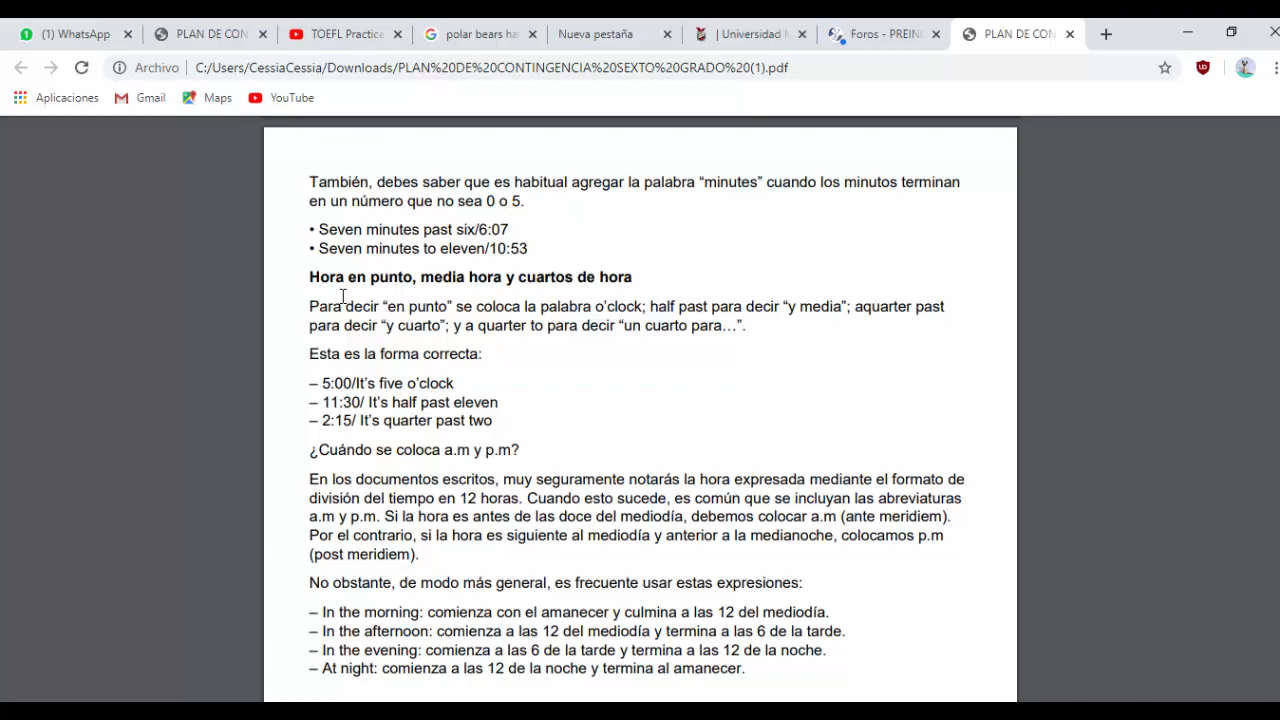 (1) WhatsApp
PLAN DE CON
TOEFL Practice
polar bears ha
Nueva pestaña
| Universidad M
Foros - PREIN
PLAN DE CON
Archivo
C:/Users/CessiaCessia/Downloads/PLAN%20DE%20CONTINGENCIA%20SEXTO%20GRADO%20(1).pdf
Aplicaciones
Gmail
Maps
YouTube
También, debes saber que es habitual agregar la palabra “minutes” cuando los minutos terminan
en un número que no sea 0 o 5.
• Seven minutes past six/6:07
• Seven minutes to eleven/10:53
Hora en punto, media hora y cuartos de hora
Para decir “en punto” se coloca la palabra o’clock; half past para decir “y media”; aquarter past
para decir “y cuarto”; y a quarter to para decir “un cuarto para…”.
Esta es la forma correcta:
– 5:00/It’s five o’clock
– 11:30/ It’s half past eleven
– 2:15/ It’s quarter past two
¿Cuándo se coloca a.m y p.m?
En los documentos escritos, muy seguramente notarás la hora expresada mediante el formato de
división del tiempo en 12 horas. Cuando esto sucede, es común que se incluyan las abreviaturas
a.m y p.m. Si la hora es antes de las doce del mediodía, debemos colocar a.m (ante meridiem).
Por el contrario, si la hora es siguiente al mediodía y anterior a la medianoche, colocamos p.m
(post meridiem).
No obstante, de modo más general, es frecuente usar estas expresiones:
– In the morning: comienza con el amanecer y culmina a las 12 del mediodía.
– In the afternoon: comienza a las 12 del mediodía y termina a las 6 de la tarde.
– In the evening: comienza a las 6 de la tarde y termina a las 12 de la noche.
– At night: comienza a las 12 de la noche y termina al amanecer.